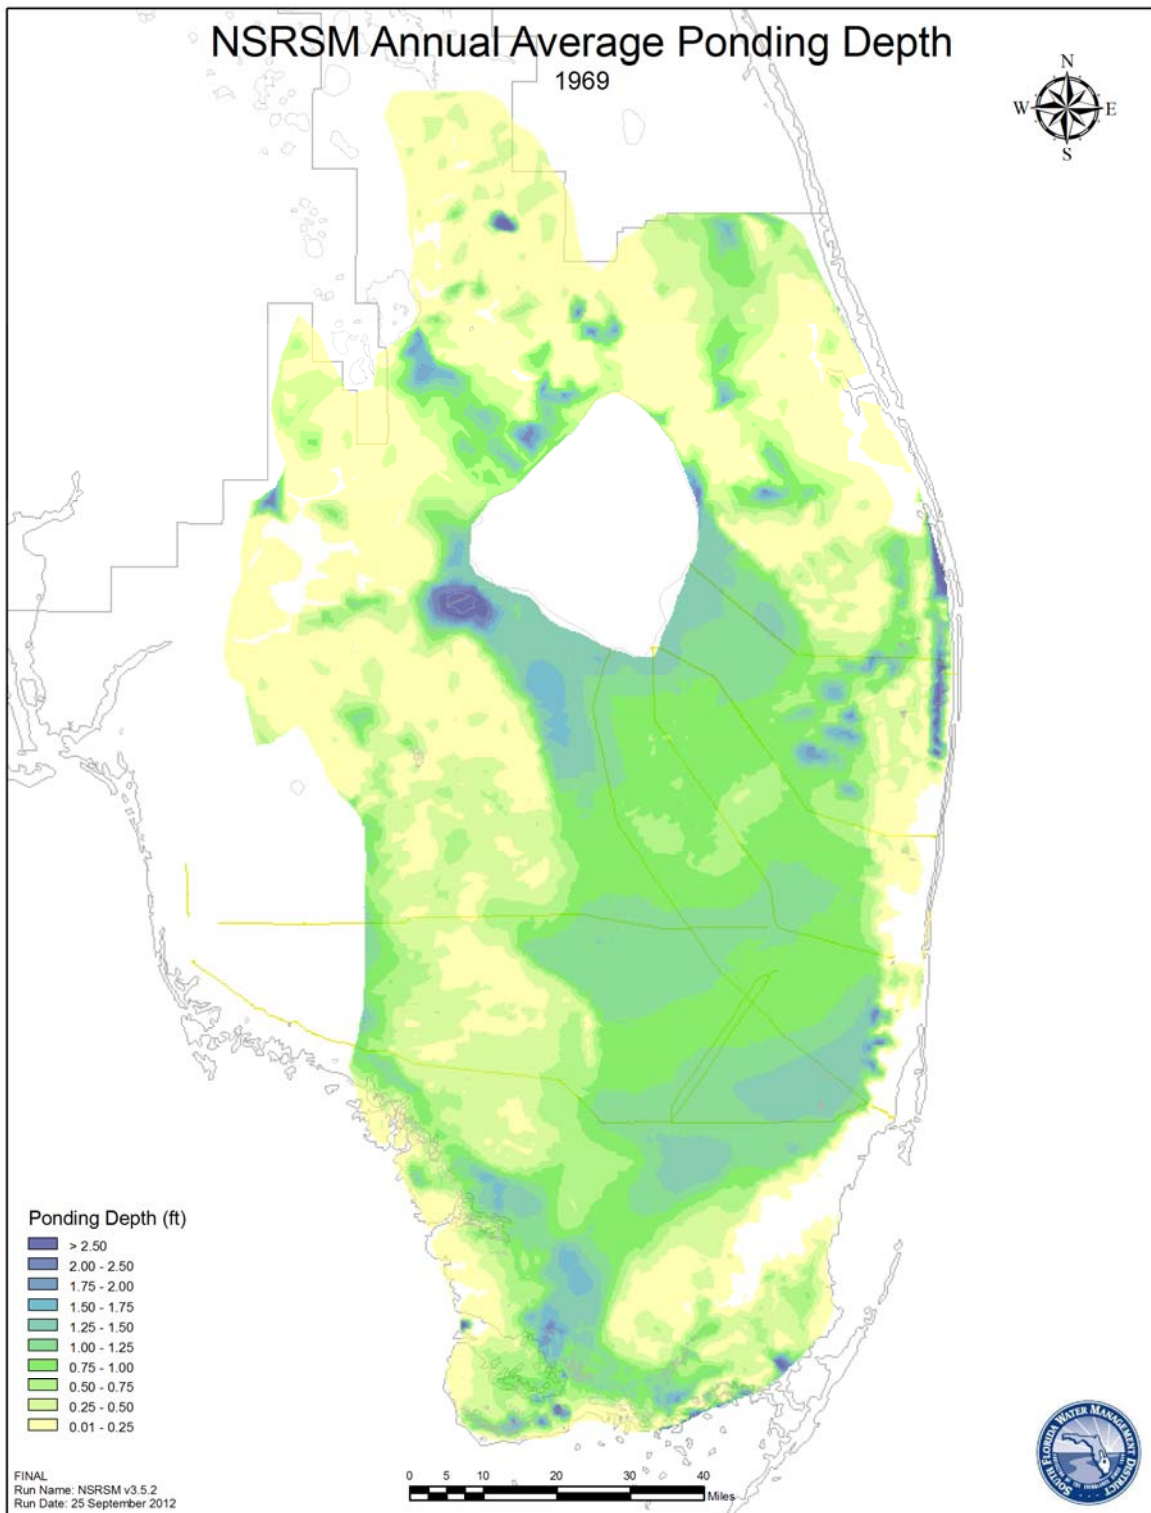 NSRSM Annual Average Ponding Depth
1969
N
W E
S
Ponding Depth (ft)
> 2.50
2.00 - 2.50
1.75 - 2.00
1.50 - 1.75
1.25 - 1.50
1.00 - 1.25
0.75 - 1.00
0.50 - 0.75
0.25 - 0.50
0.01 - 0.25
FINAL
Run Name: NSRSM v3.5.2
Run Date: 25 September 2012
0 5 10 20 30 40
Miles
SOUTH FLORIDA WATER MANAGEMENT DISTRICT